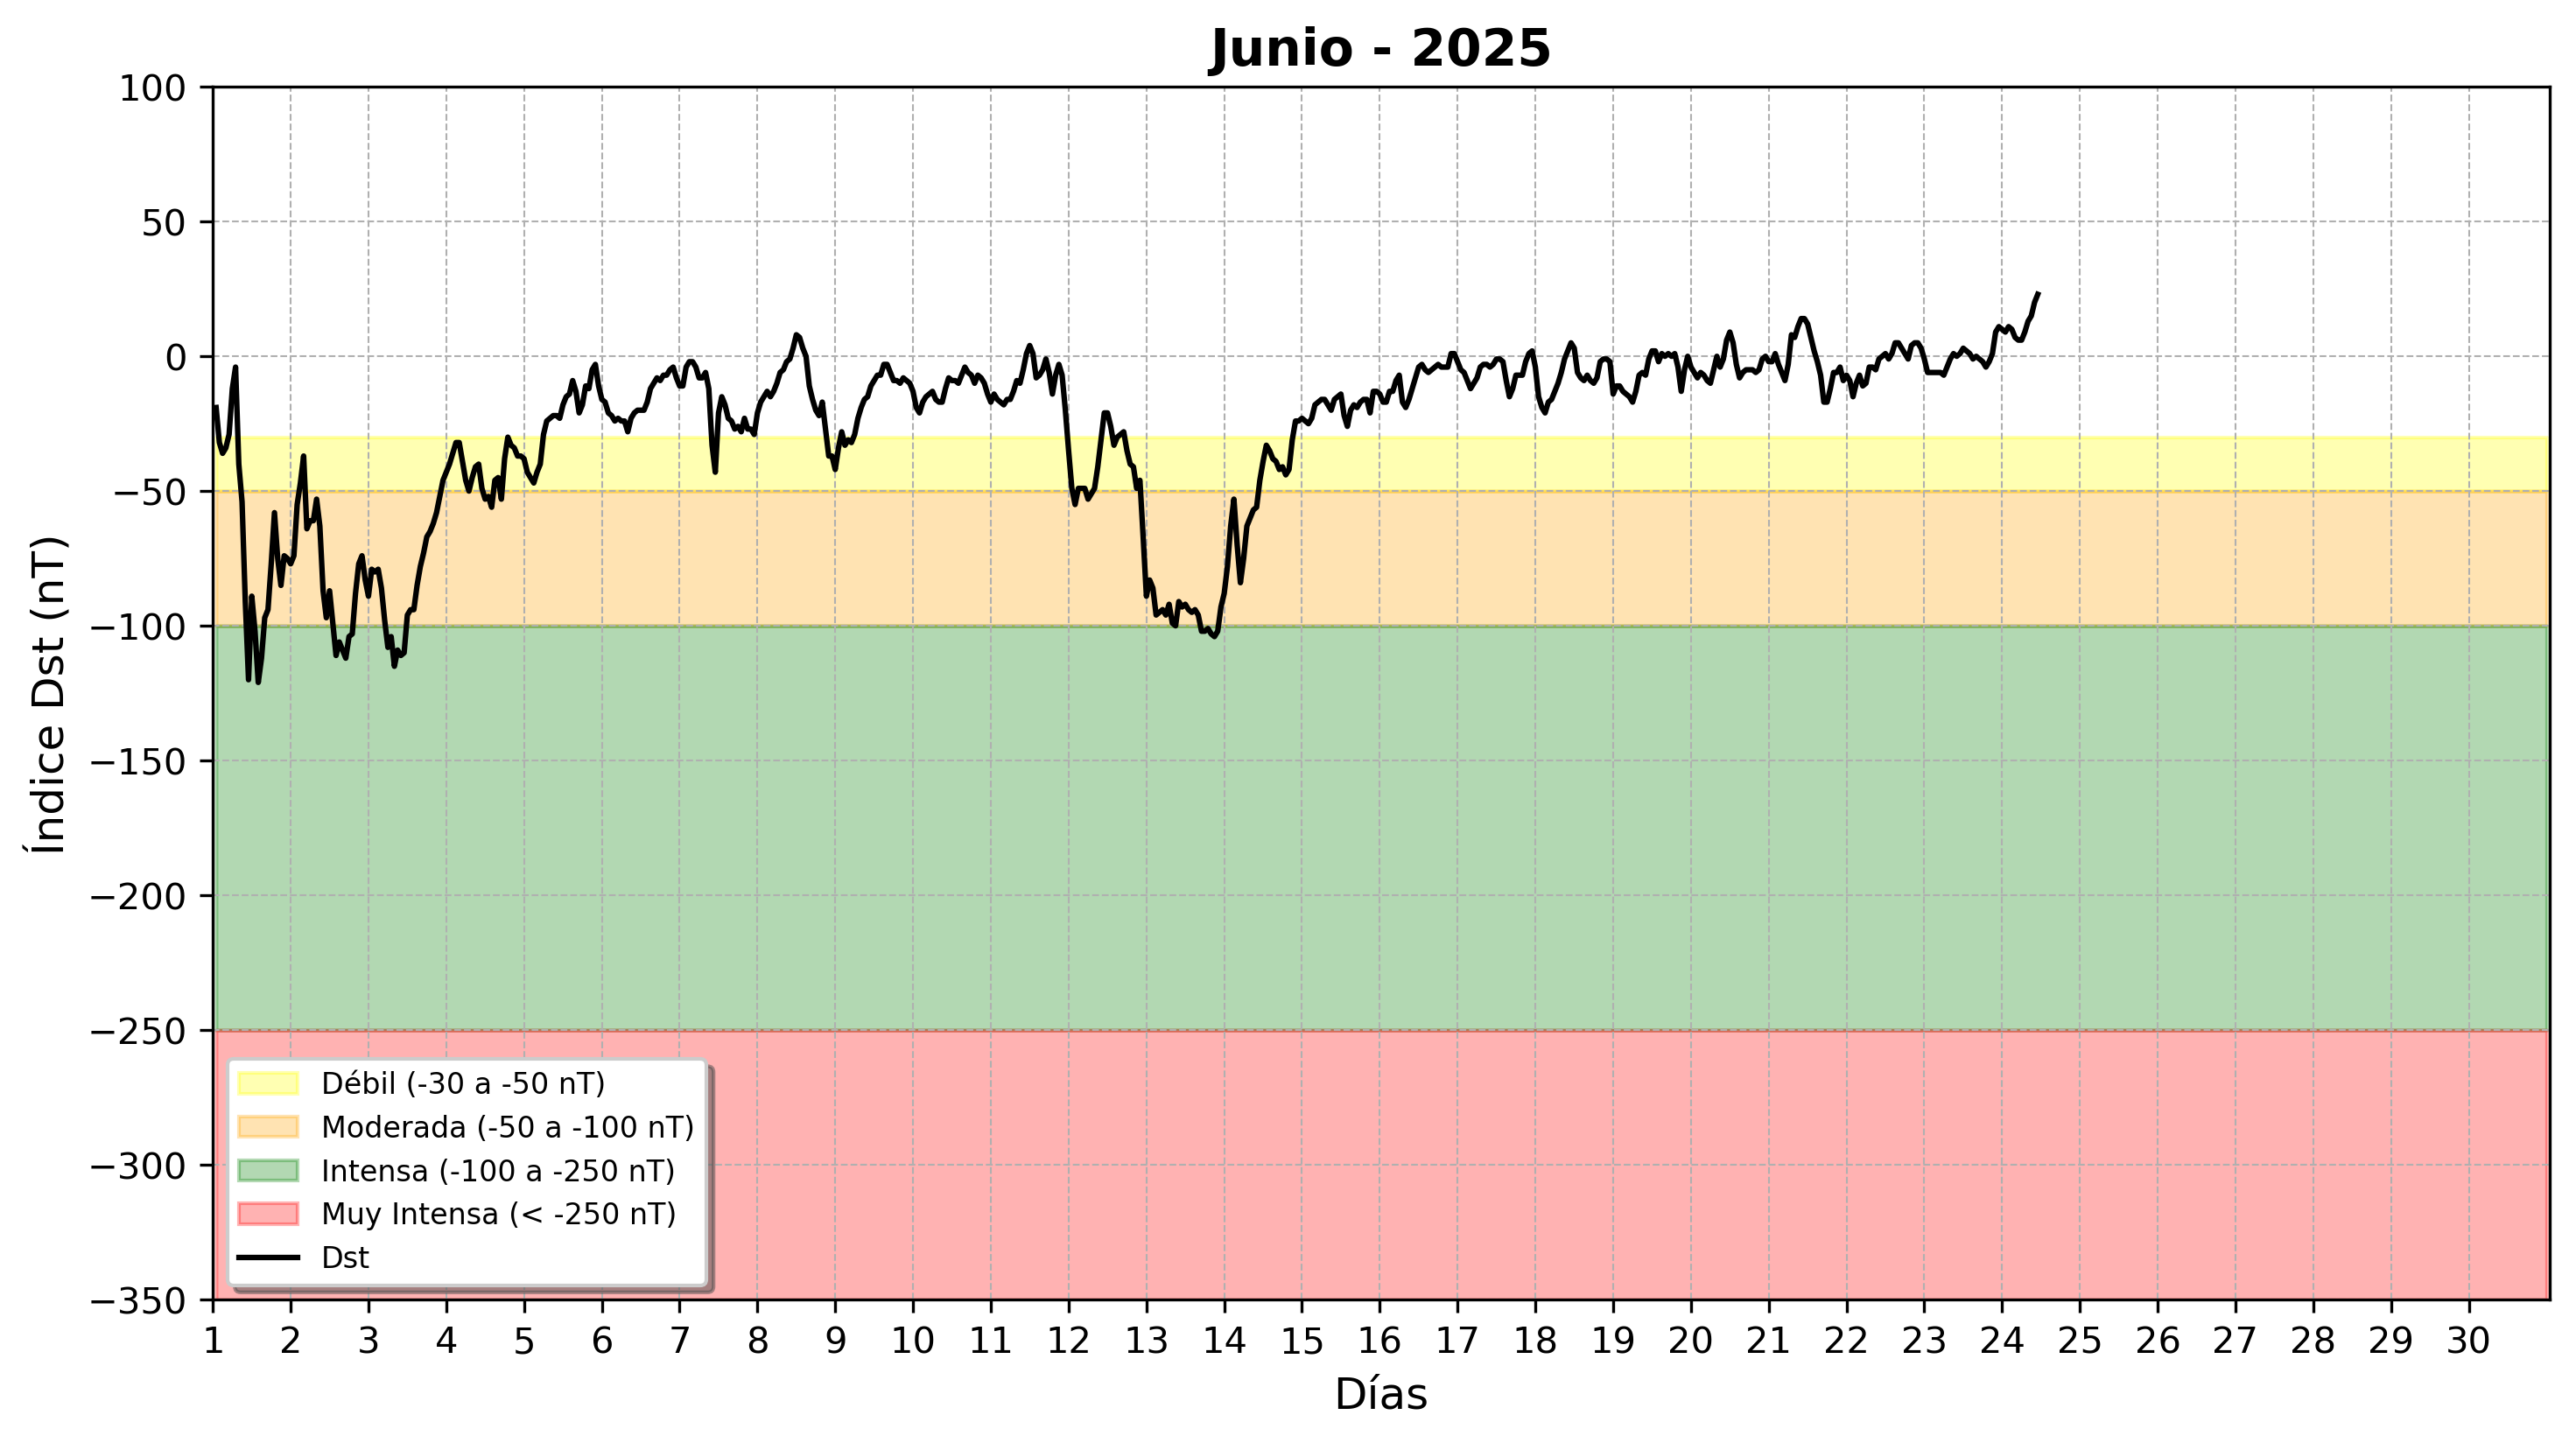 Junio - 2025
100
50
0
−50
−100
−150
−200
−250
−300
−350
Índice Dst (nT)
Débil (-30 a -50 nT)
Moderada (-50 a -100 nT)
Intensa (-100 a -250 nT)
Muy Intensa (< -250 nT)
Dst
1 2 3 4 5 6 7 8 9 10 11 12 13 14 15 16 17 18 19 20 21 22 23 24 25 26 27 28 29 30
Días